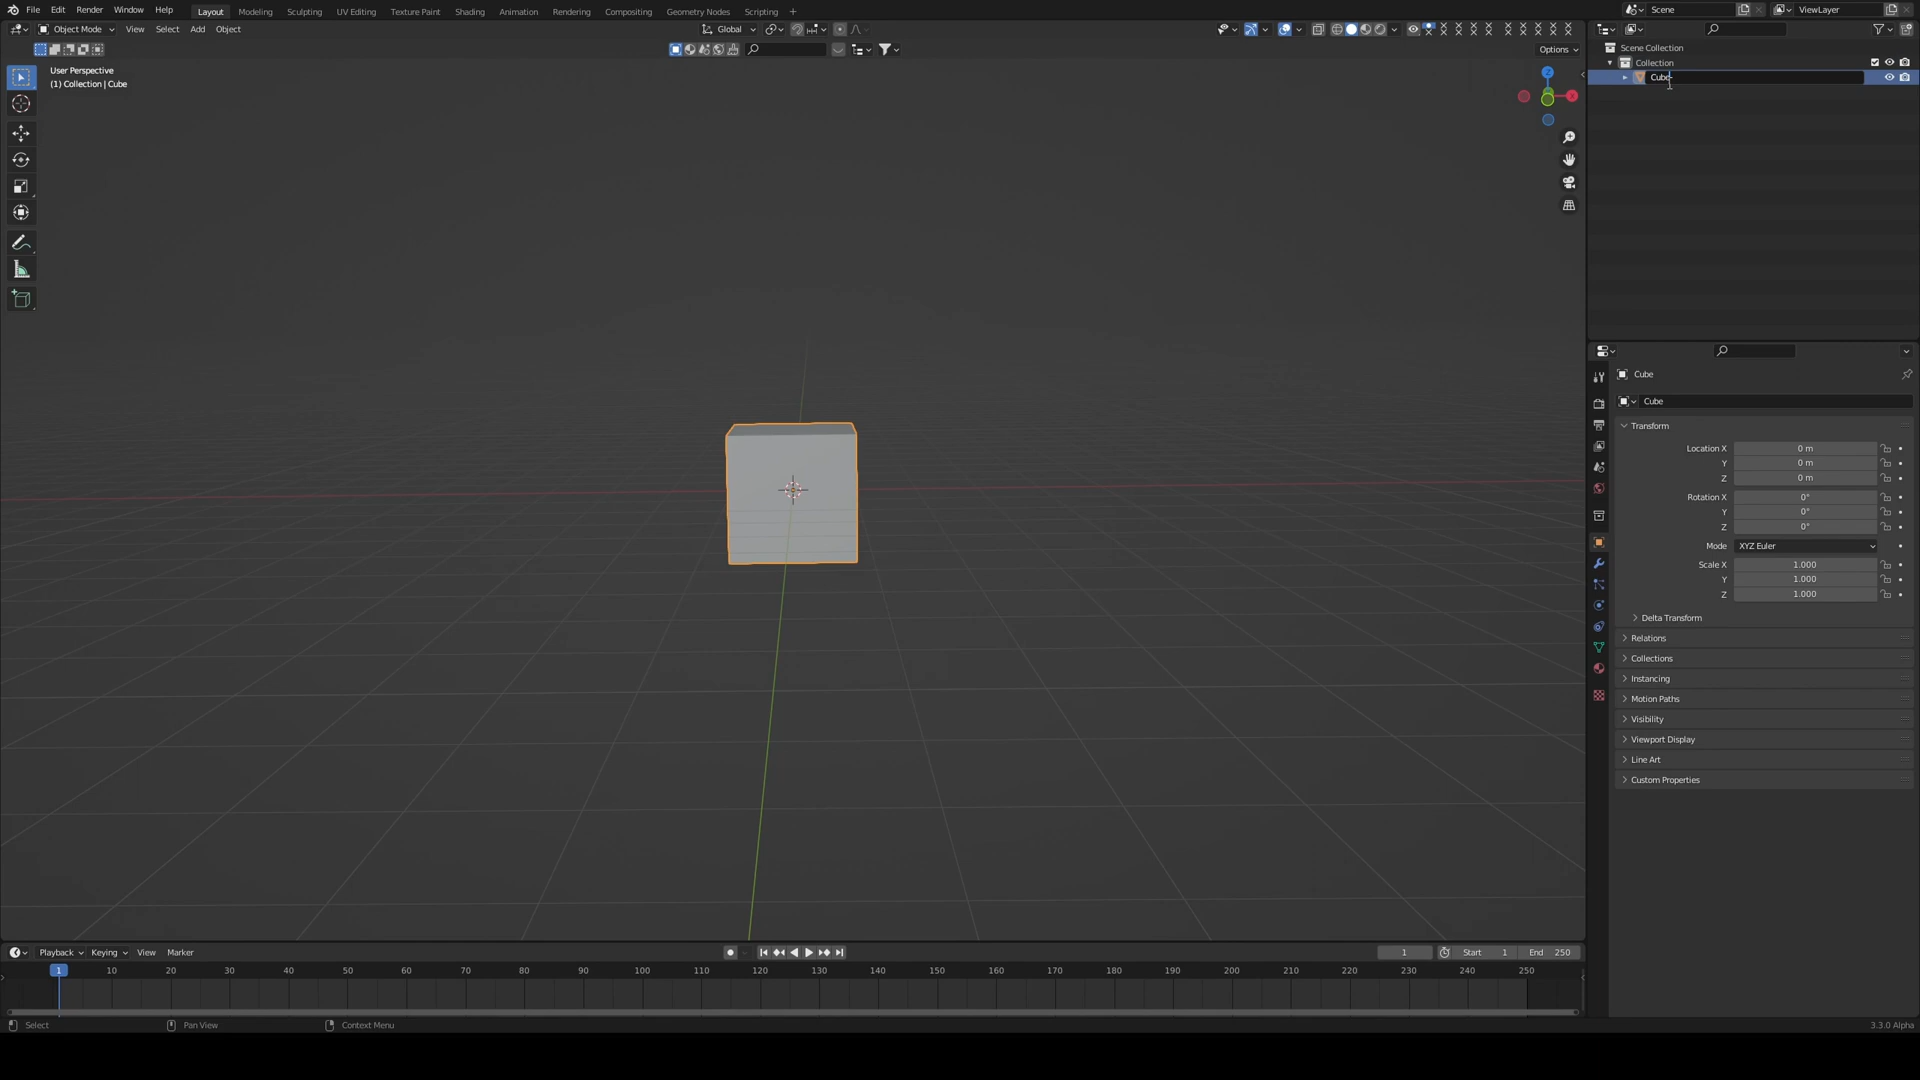 File Edit Render Window Help Layout Modeling Sculpting UV Editing Texture Paint Shading Animation Rendering Compositing Geometry Nodes Scripting + Scene ViewLayer
Object Mode View Select Add Object Global
Options
User Perspective
(1) Collection | Cube
Z
X
Scene Collection
Collection
Cube
Cube
Cube
Transform
Location X 0 m
Y 0 m
Z 0 m
Rotation X 0°
Y 0°
Z 0°
Mode XYZ Euler
Scale X 1.000
Y 1.000
Z 1.000
Delta Transform
Relations
Collections
Instancing
Motion Paths
Visibility
Viewport Display
Line Art
Custom Properties
Playback Keying View Marker 1 Start 1 End 250
1 10 20 30 40 50 60 70 80 90 100 110 120 130 140 150 160 170 180 190 200 210 220 230 240 250
Select Pan View Context Menu 3.3.0 Alpha